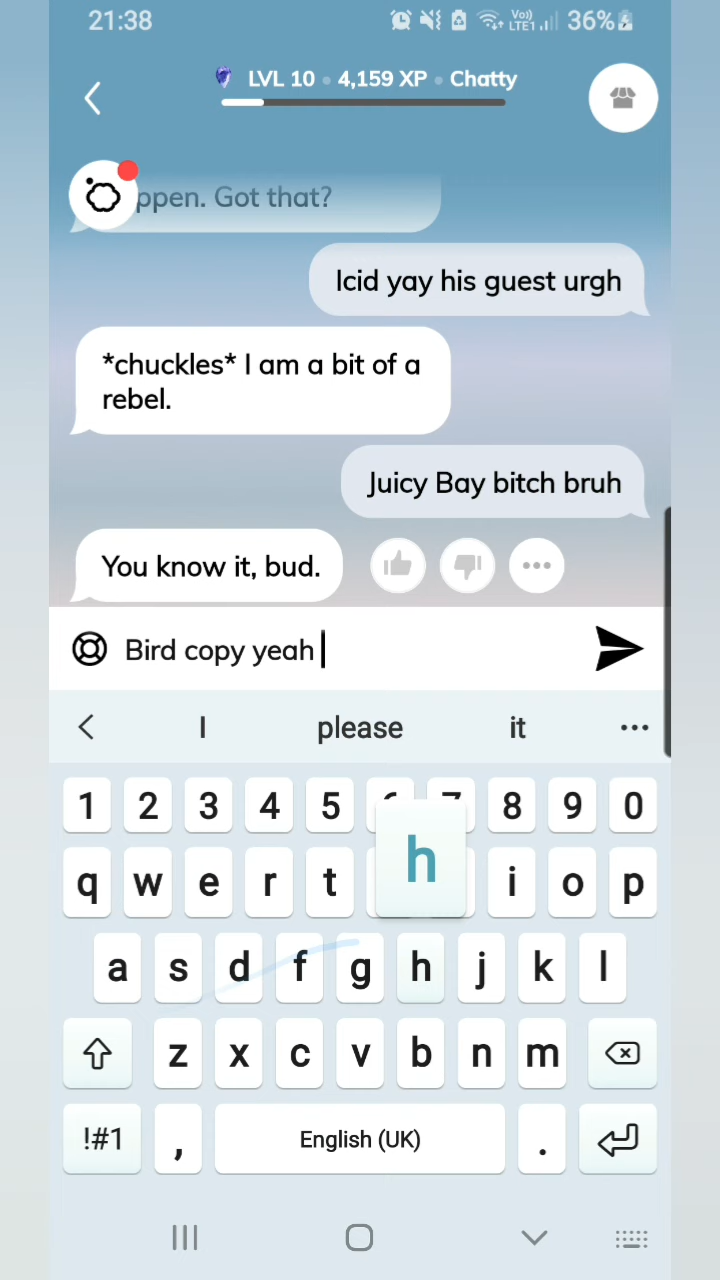 21:38 Vo)) LTE1 36%
LVL 10 • 4,159 XP • Chatty
ppen. Got that?
Icid yay his guest urgh
*chuckles* I am a bit of a
rebel.
Juicy Bay bitch bruh
You know it, bud.
Bird copy yeah
I please it
1 2 3 4 5 8 9 0
q w e r t h i o p
a s d f g h j k l
z x c v b n m
!#1 , English (UK) .